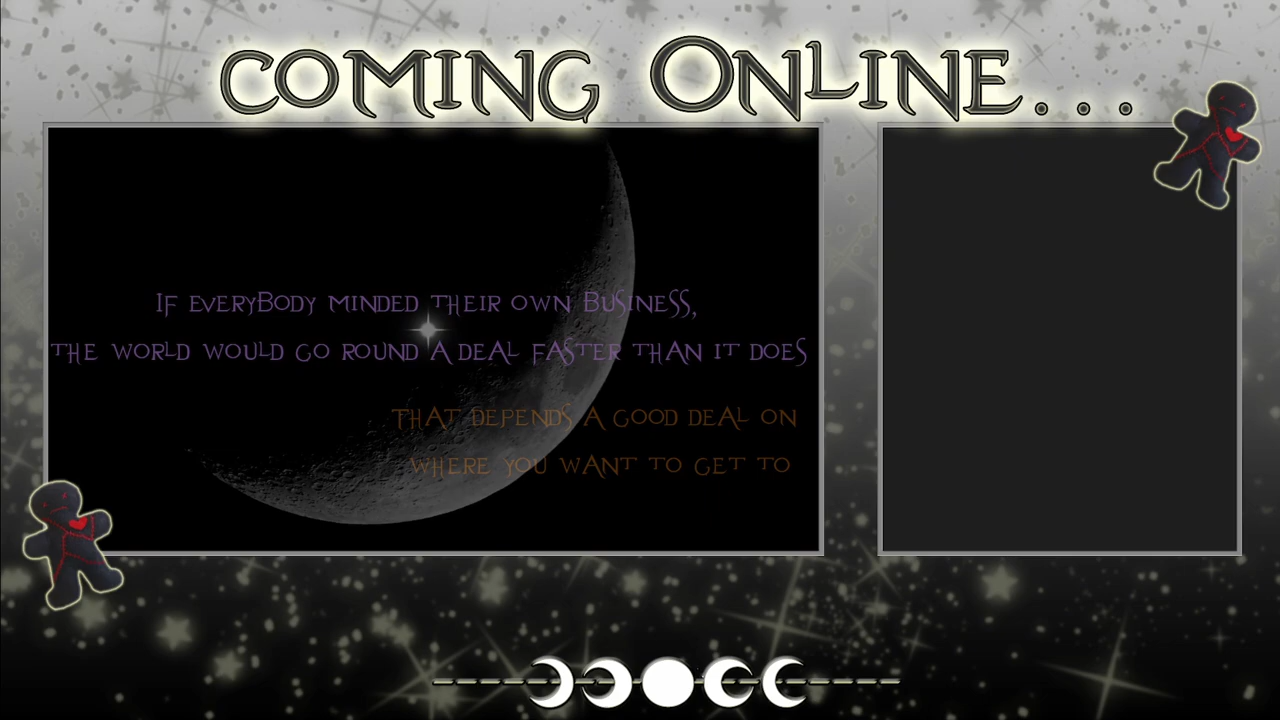 COMING ONLINE...
IF EVERYBODY MINDED THEIR OWN BUSINESS,
THE WORLD WOULD GO ROUND A DEAL FASTER THAN IT DOES
THAT DEPENDS A GOOD DEAL ON
WHERE YOU WANT TO GET TO